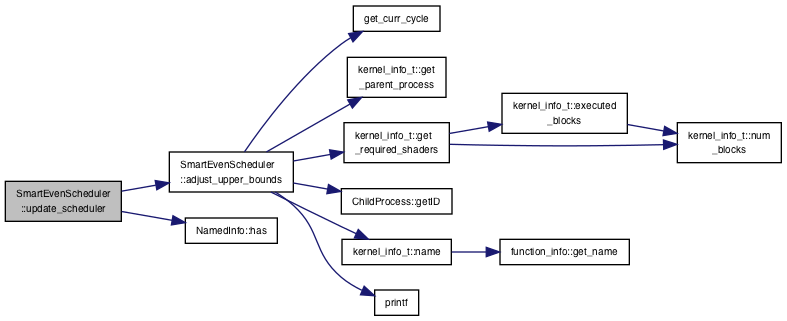 SmartEvenScheduler
::update_scheduler
SmartEvenScheduler
::adjust_upper_bounds
NamedInfo::has
get_curr_cycle
kernel_info_t::get
_parent_process
kernel_info_t::get
_required_shaders
ChildProcess::getID
kernel_info_t::name
printf
kernel_info_t::executed
_blocks
function_info::get_name
kernel_info_t::num
_blocks